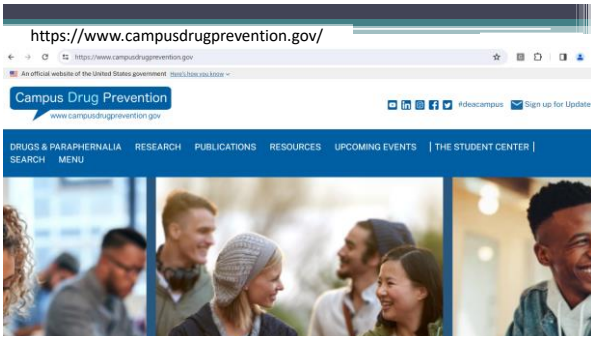 https://www.campusdrugprevention.gov/
https://www.campusdrugprevention.gov
An official website of the United States government Here's how you know
Campus Drug Prevention
www.campusdrugprevention.gov
#deacampus Sign up for Update
DRUGS & PARAPHERNALIA RESEARCH PUBLICATIONS RESOURCES UPCOMING EVENTS | THE STUDENT CENTER |
SEARCH MENU